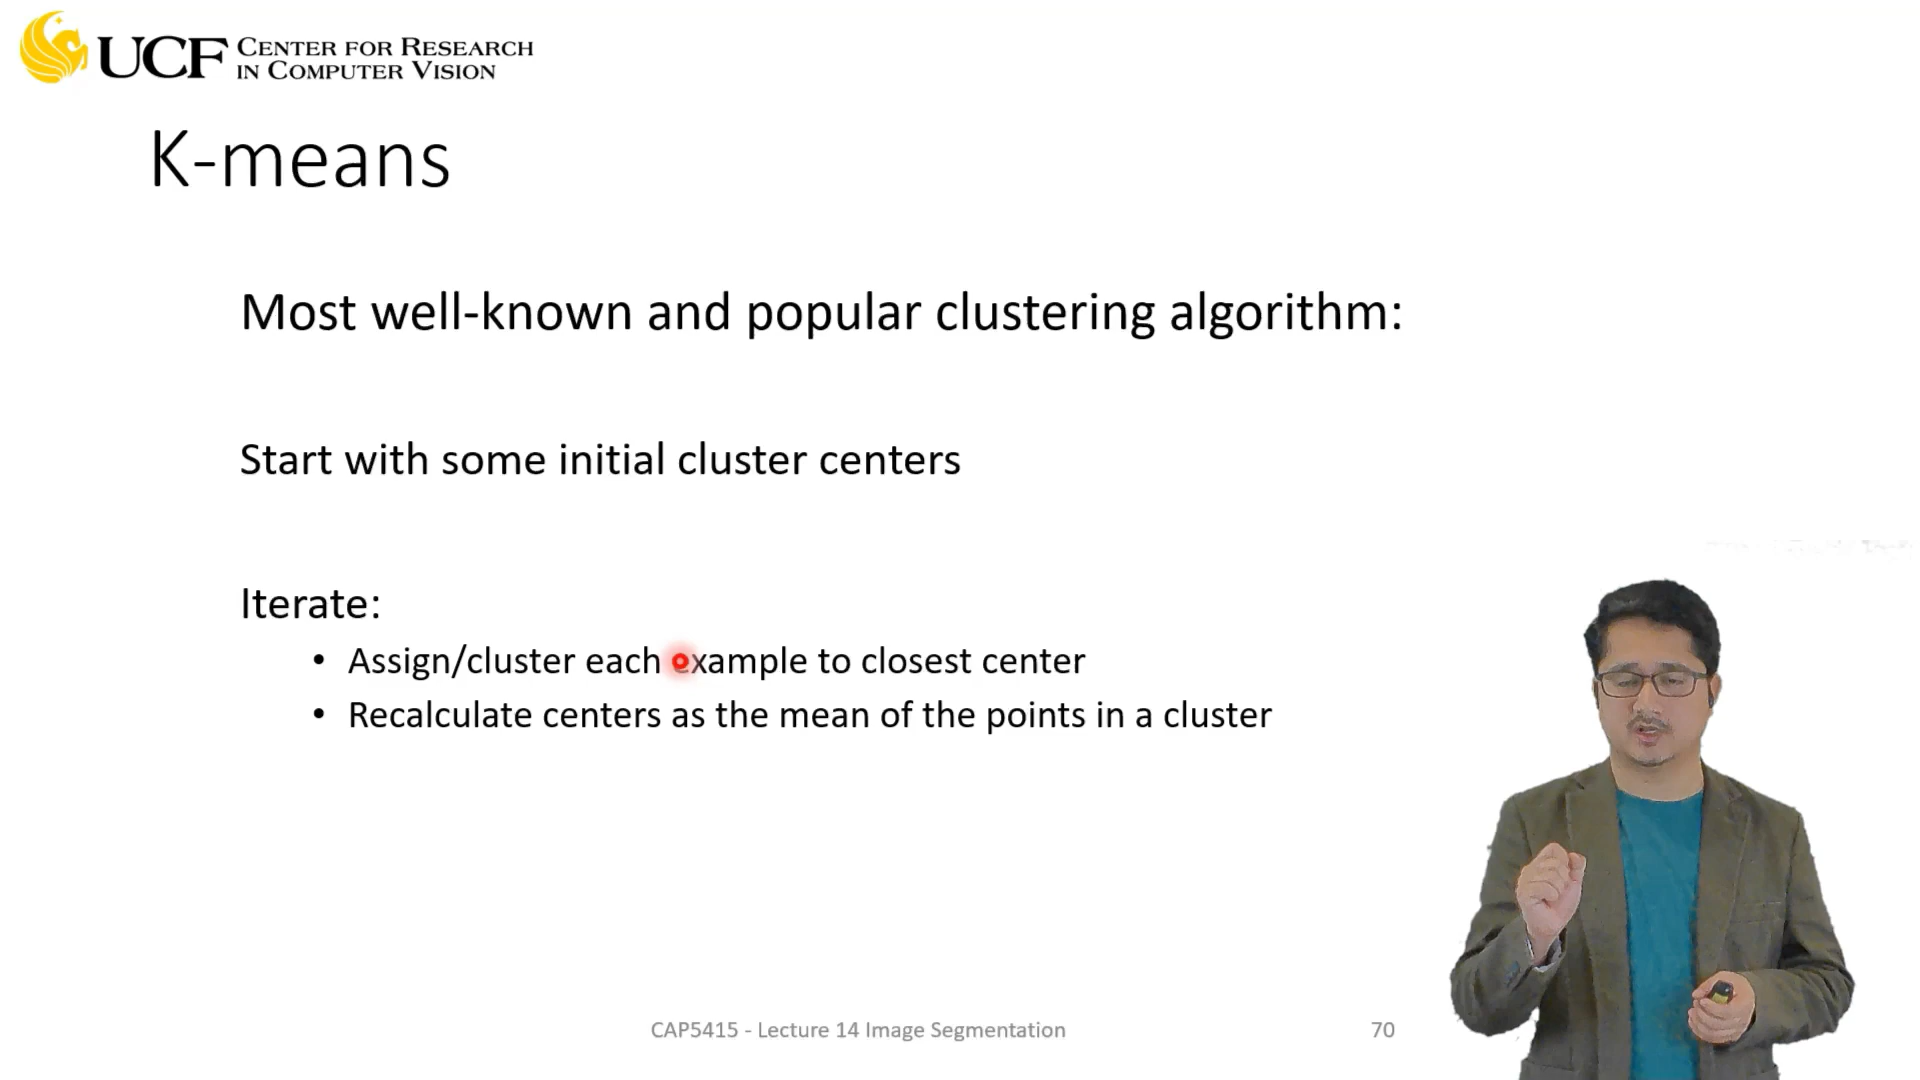 UCF CENTER FOR RESEARCH
IN COMPUTER VISION
K-means
Most well-known and popular clustering algorithm:
Start with some initial cluster centers
Iterate:
• Assign/cluster each example to closest center
• Recalculate centers as the mean of the points in a cluster
CAP5415 - Lecture 14 Image Segmentation
70